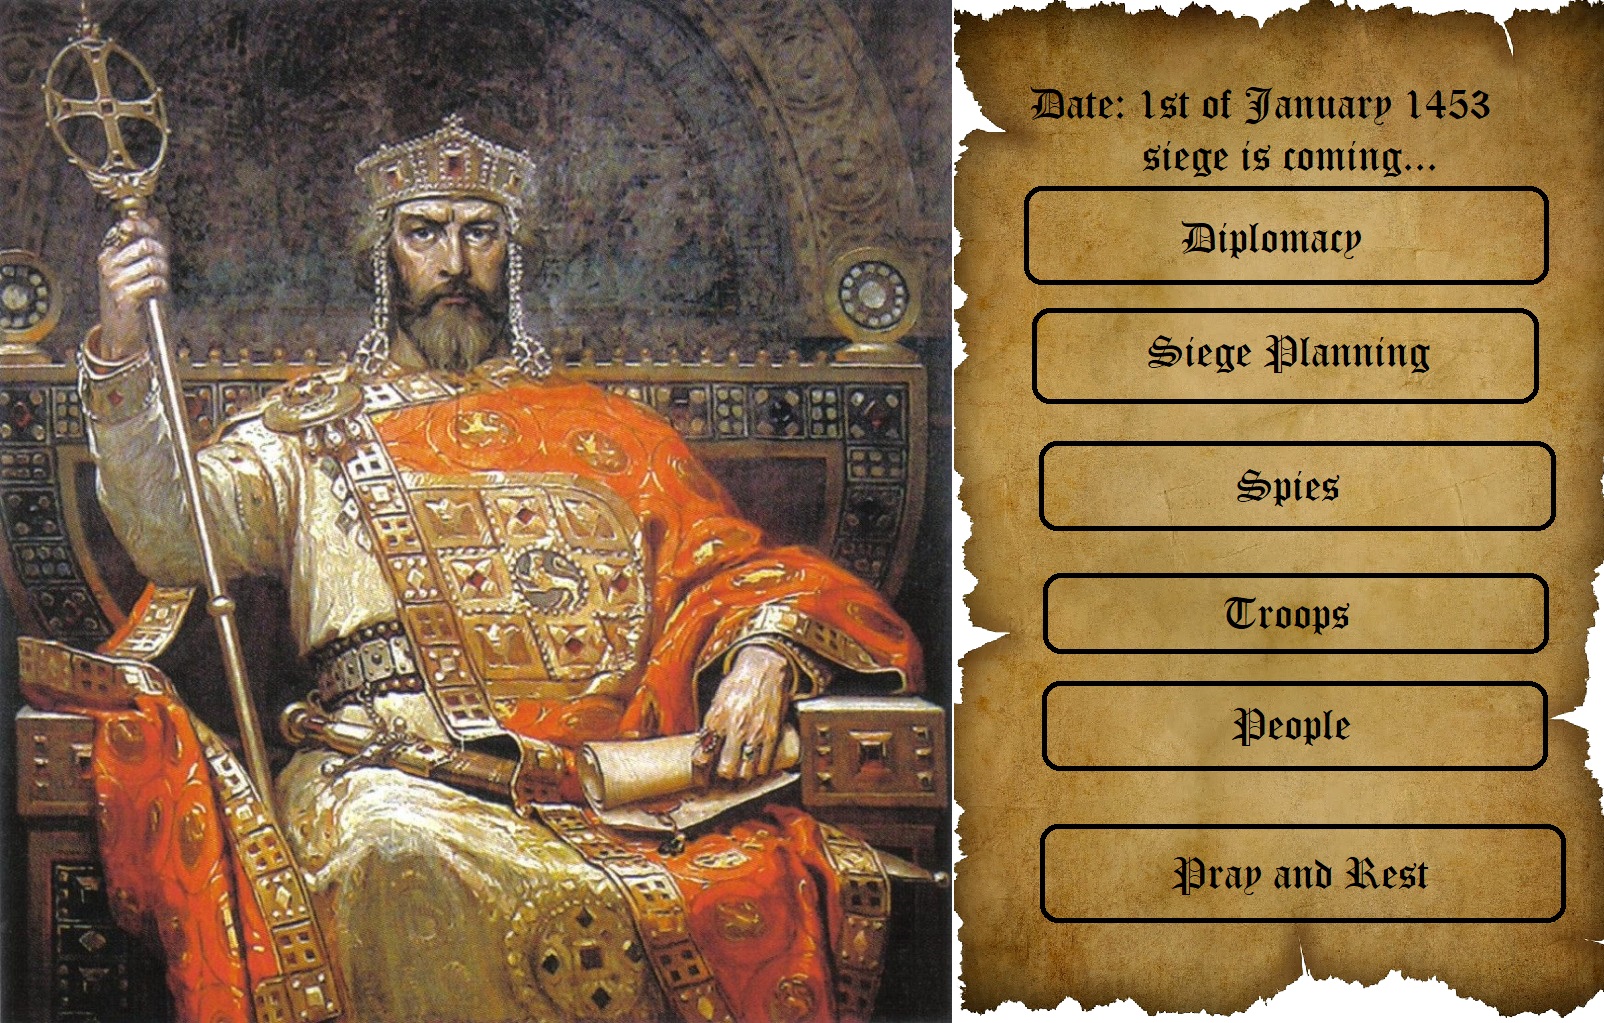 Date: 1st of January 1453
siege is coming...
Diplomacy
Siege Planning
Spies
Troops
People
Pray and Rest